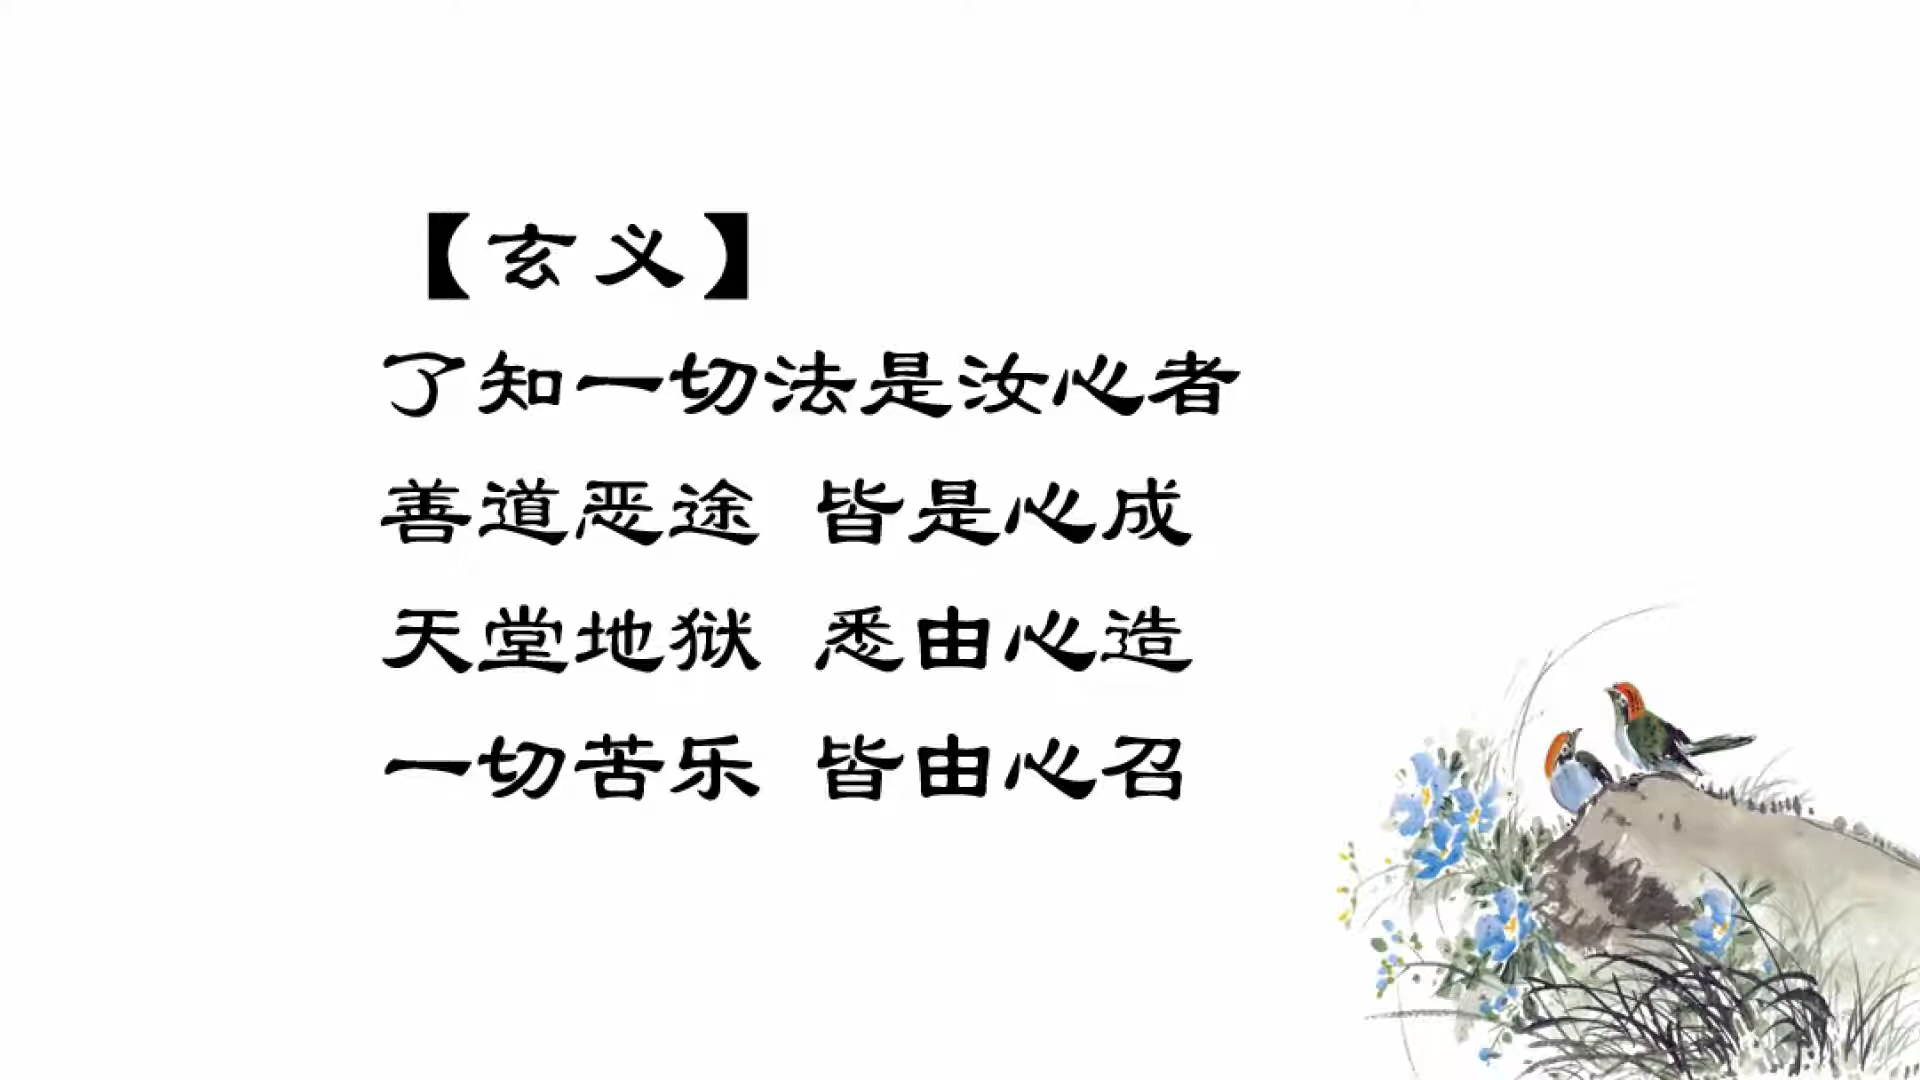 【玄义】
了知一切法是汝心者
善道恶途 皆是心成
天堂地狱 悉由心造
一切苦乐 皆由心召